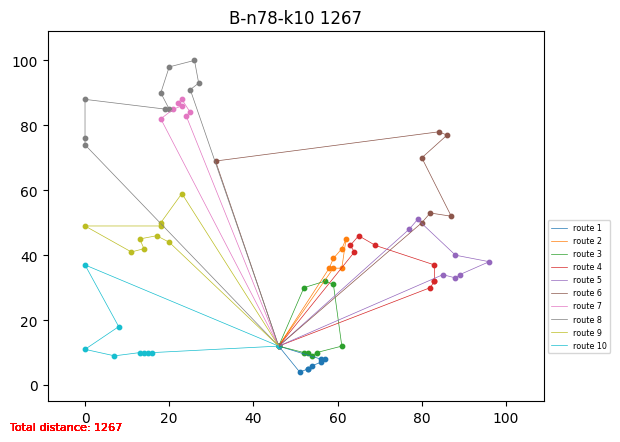 B-n78-k10 1267
100
80
60
40
20
0
0 20 40 60 80 100
route 1
route 2
route 3
route 4
route 5
route 6
route 7
route 8
route 9
route 10
Total distance: 1267